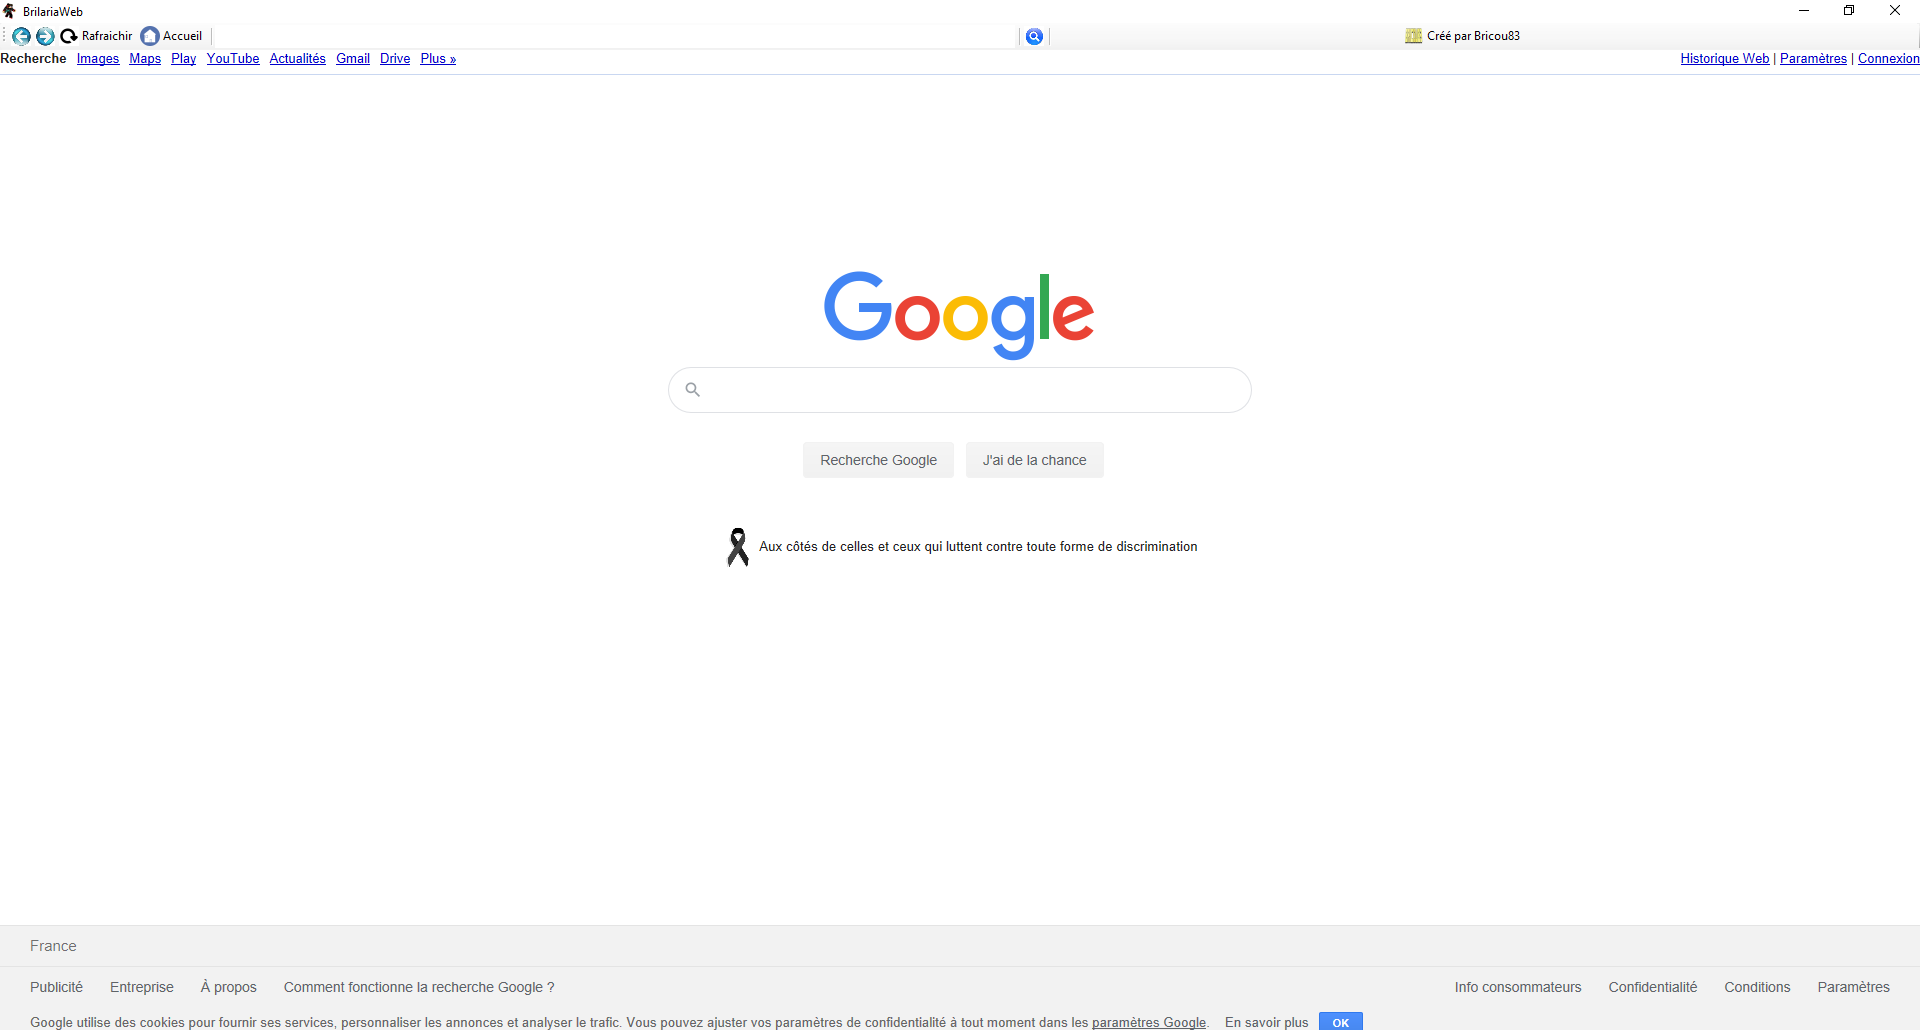 BrilariaWeb
Rafraichir Accueil Créé par Bricou83
Recherche Images Maps Play YouTube Actualités Gmail Drive Plus » Historique Web | Paramètres | Connexion
Google
Recherche Google J'ai de la chance
Aux côtés de celles et ceux qui luttent contre toute forme de discrimination
France
Publicité Entreprise À propos Comment fonctionne la recherche Google ? Info consommateurs Confidentialité Conditions Paramètres
Google utilise des cookies pour fournir ses services, personnaliser les annonces et analyser le trafic. Vous pouvez ajuster vos paramètres de confidentialité à tout moment dans les paramètres Google. En savoir plus OK